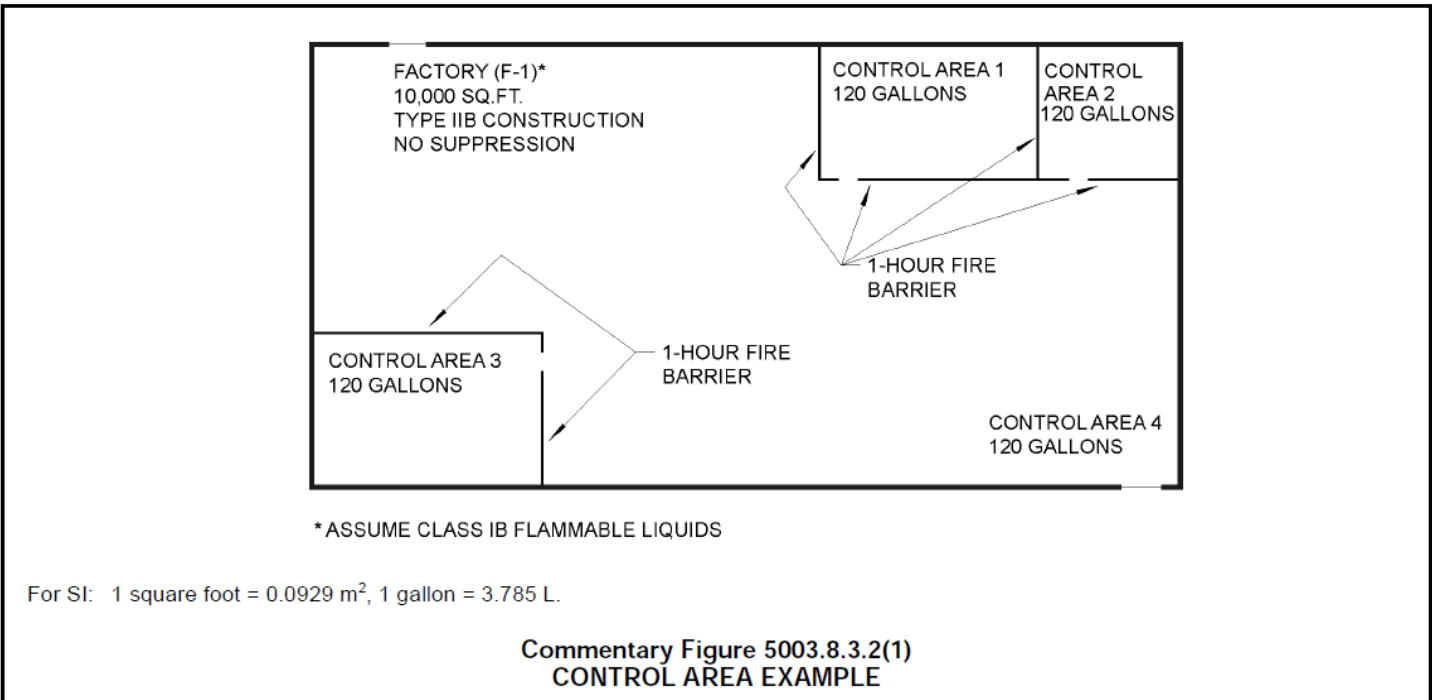 FACTORY (F-1)*
10,000 SQ.FT.
TYPE IIB CONSTRUCTION
NO SUPPRESSION
CONTROL AREA 1
120 GALLONS
CONTROL
AREA 2
120 GALLONS
1-HOUR FIRE
BARRIER
CONTROL AREA 3
120 GALLONS
1-HOUR FIRE
BARRIER
CONTROL AREA 4
120 GALLONS
* ASSUME CLASS IB FLAMMABLE LIQUIDS
For SI: 1 square foot = 0.0929 m², 1 gallon = 3.785 L.
Commentary Figure 5003.8.3.2(1)
CONTROL AREA EXAMPLE